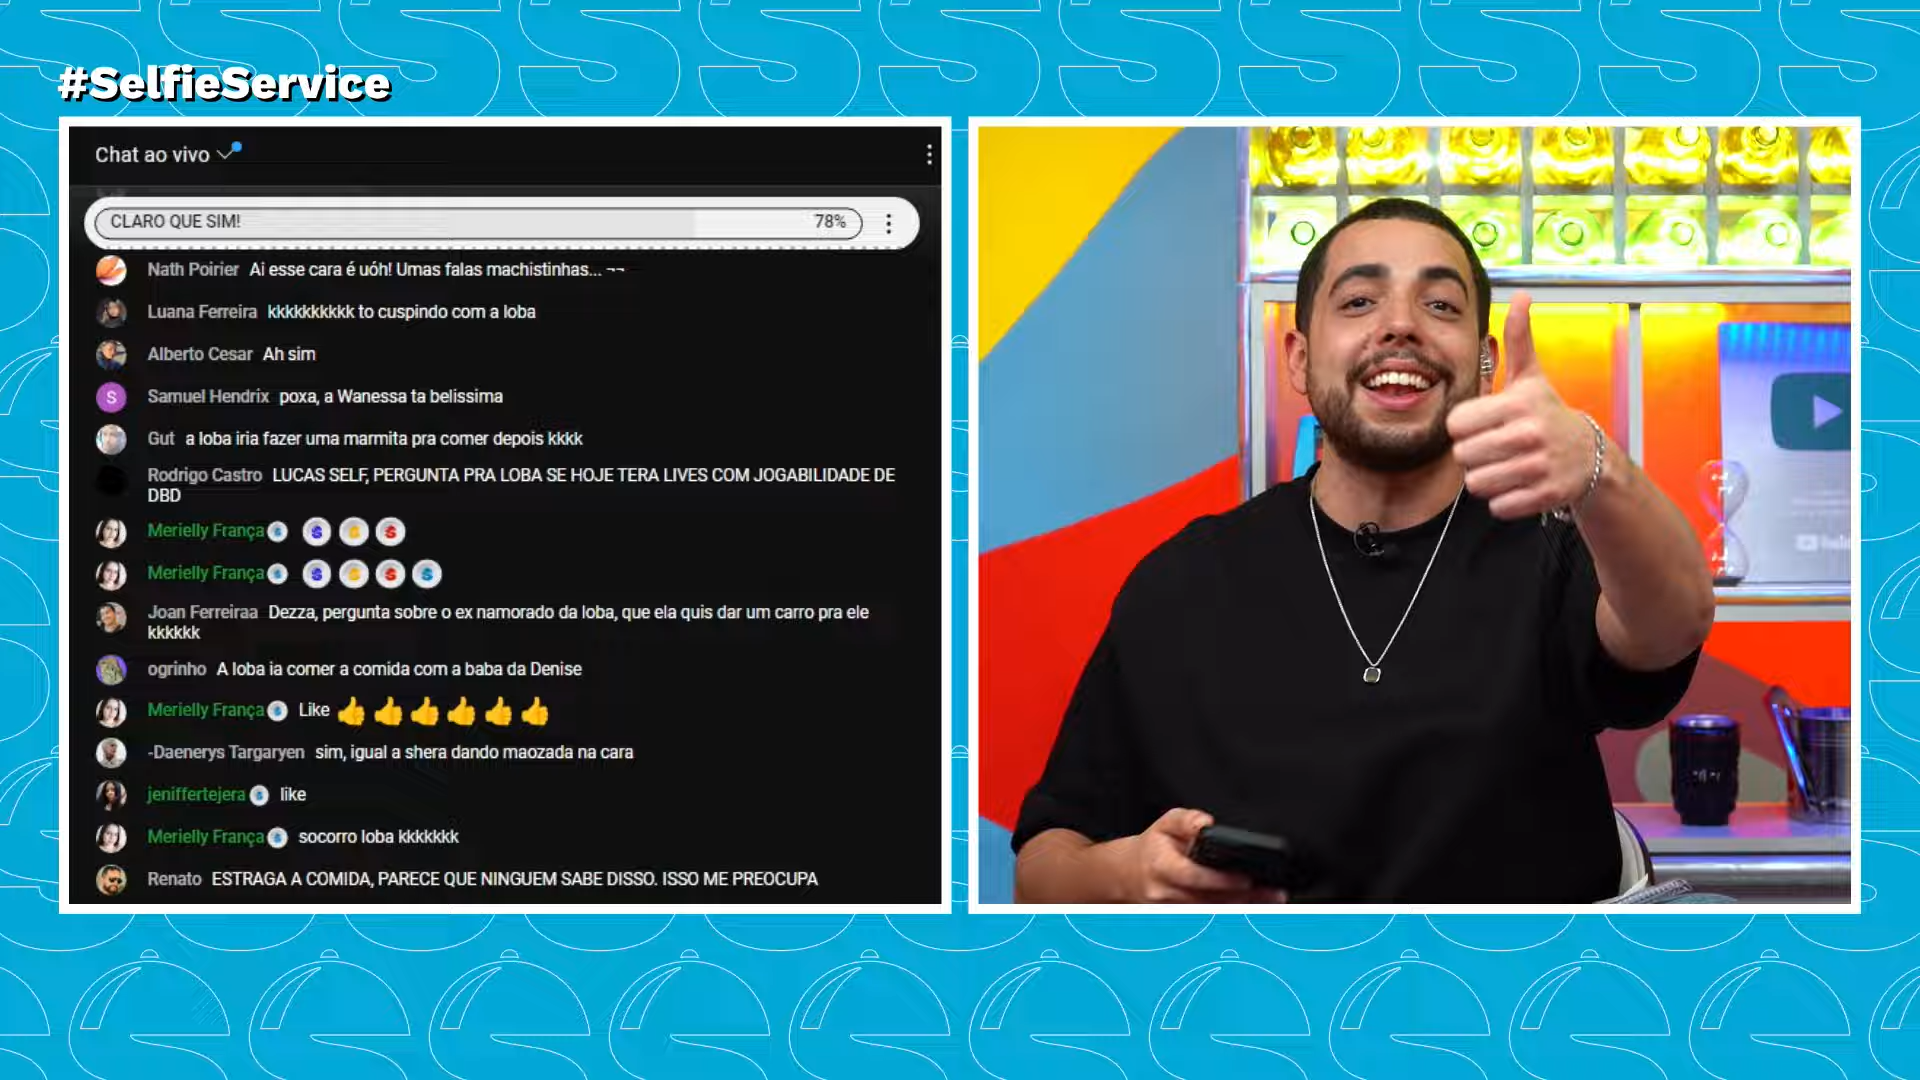 #SelfieService
Chat ao vivo
CLARO QUE SIM! 78%
Nath Poirier Ai esse cara é uóh! Umas falas machistinhas... ¬¬
Luana Ferreira kkkkkkkkkk to cuspindo com a loba
Alberto Cesar Ah sim
S Samuel Hendrix poxa, a Wanessa ta belissima
Gut a loba iria fazer uma marmita pra comer depois kkkk
Rodrigo Castro LUCAS SELF, PERGUNTA PRA LOBA SE HOJE TERA LIVES COM JOGABILIDADE DE
DBD
Merielly França S S S S
Merielly França S S S S S
Joan Ferreiraa Dezza, pergunta sobre o ex namorado da loba, que ela quis dar um carro pra ele
kkkkkk
ogrinho A loba ia comer a comida com a baba da Denise
Merielly França S Like
-Daenerys Targaryen sim, igual a shera dando maozada na cara
jeniffertejera S like
Merielly França S socorro loba kkkkkkk
Renato ESTRAGA A COMIDA, PARECE QUE NINGUEM SABE DISSO. ISSO ME PREOCUPA